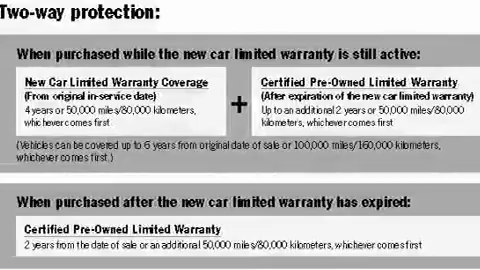 Two-way protection:
When purchased while the new car limited warranty is still active:
New Car Limited Warranty Coverage
(From original in-service date)
4 years or 50,000 miles/80,000 kilometers,
whichever comes first
+
Certified Pre-Owned Limited Warranty
(After expiration of the new car limited warranty)
Up to an additional 2 years or 50,000 miles/80,000
kilometers, whichever comes first
(Vehicles can be covered up to 6 years from original date of sale or 100,000 miles/160,000 kilometers,
whichever comes first.)
When purchased after the new car limited warranty has expired:
Certified Pre-Owned Limited Warranty
2 years from the date of sale or an additional 50,000 miles/80,000 kilometers, whichever comes first